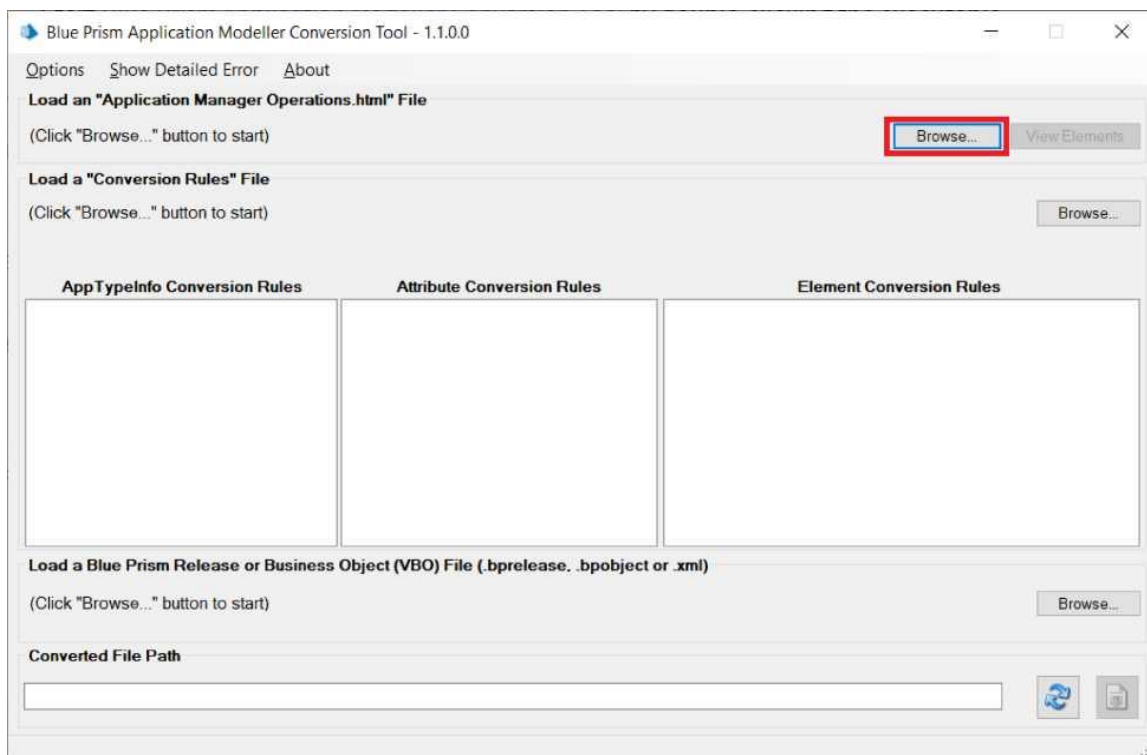 Blue Prism Application Modeller Conversion Tool - 1.1.0.0
Options Show Detailed Error About
Load an "Application Manager Operations.html" File
(Click "Browse..." button to start) Browse... View Elements
Load a "Conversion Rules" File
(Click "Browse..." button to start) Browse...
AppTypeInfo Conversion Rules Attribute Conversion Rules Element Conversion Rules
Load a Blue Prism Release or Business Object (VBO) File (.bprelease, .bpobject or .xml)
(Click "Browse..." button to start) Browse...
Converted File Path